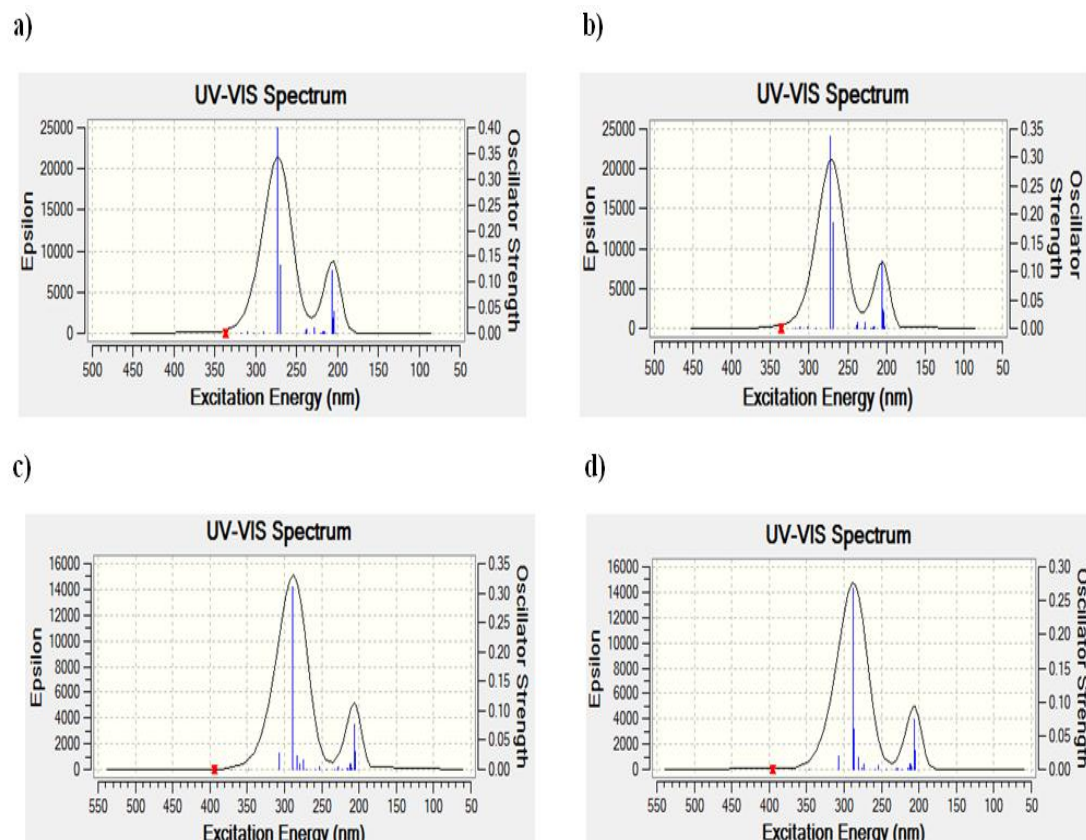 a)
UV-VIS Spectrum
25000
20000
15000
10000
5000
0
Epsilon
0.40
0.35
0.30
0.25
0.20
0.15
0.10
0.05
0.00
Oscillator Strength
500 450 400 350 300 250 200 150 100 50
Excitation Energy (nm)
b)
UV-VIS Spectrum
25000
20000
15000
10000
5000
0
Epsilon
0.35
0.30
0.25
0.20
0.15
0.10
0.05
0.00
Oscillator
Strength
500 450 400 350 300 250 200 150 100 50
Excitation Energy (nm)
c)
UV-VIS Spectrum
16000
14000
12000
10000
8000
6000
4000
2000
0
Epsilon
0.35
0.30
0.25
0.20
0.15
0.10
0.05
0.00
Oscillator Strength
550 500 450 400 350 300 250 200 150 100 50
Excitation Energy (nm)
d)
UV-VIS Spectrum
16000
14000
12000
10000
8000
6000
4000
2000
0
Epsilon
0.30
0.25
0.20
0.15
0.10
0.05
0.00
Oscillator Strength
550 500 450 400 350 300 250 200 150 100 50
Excitation Energy (nm)